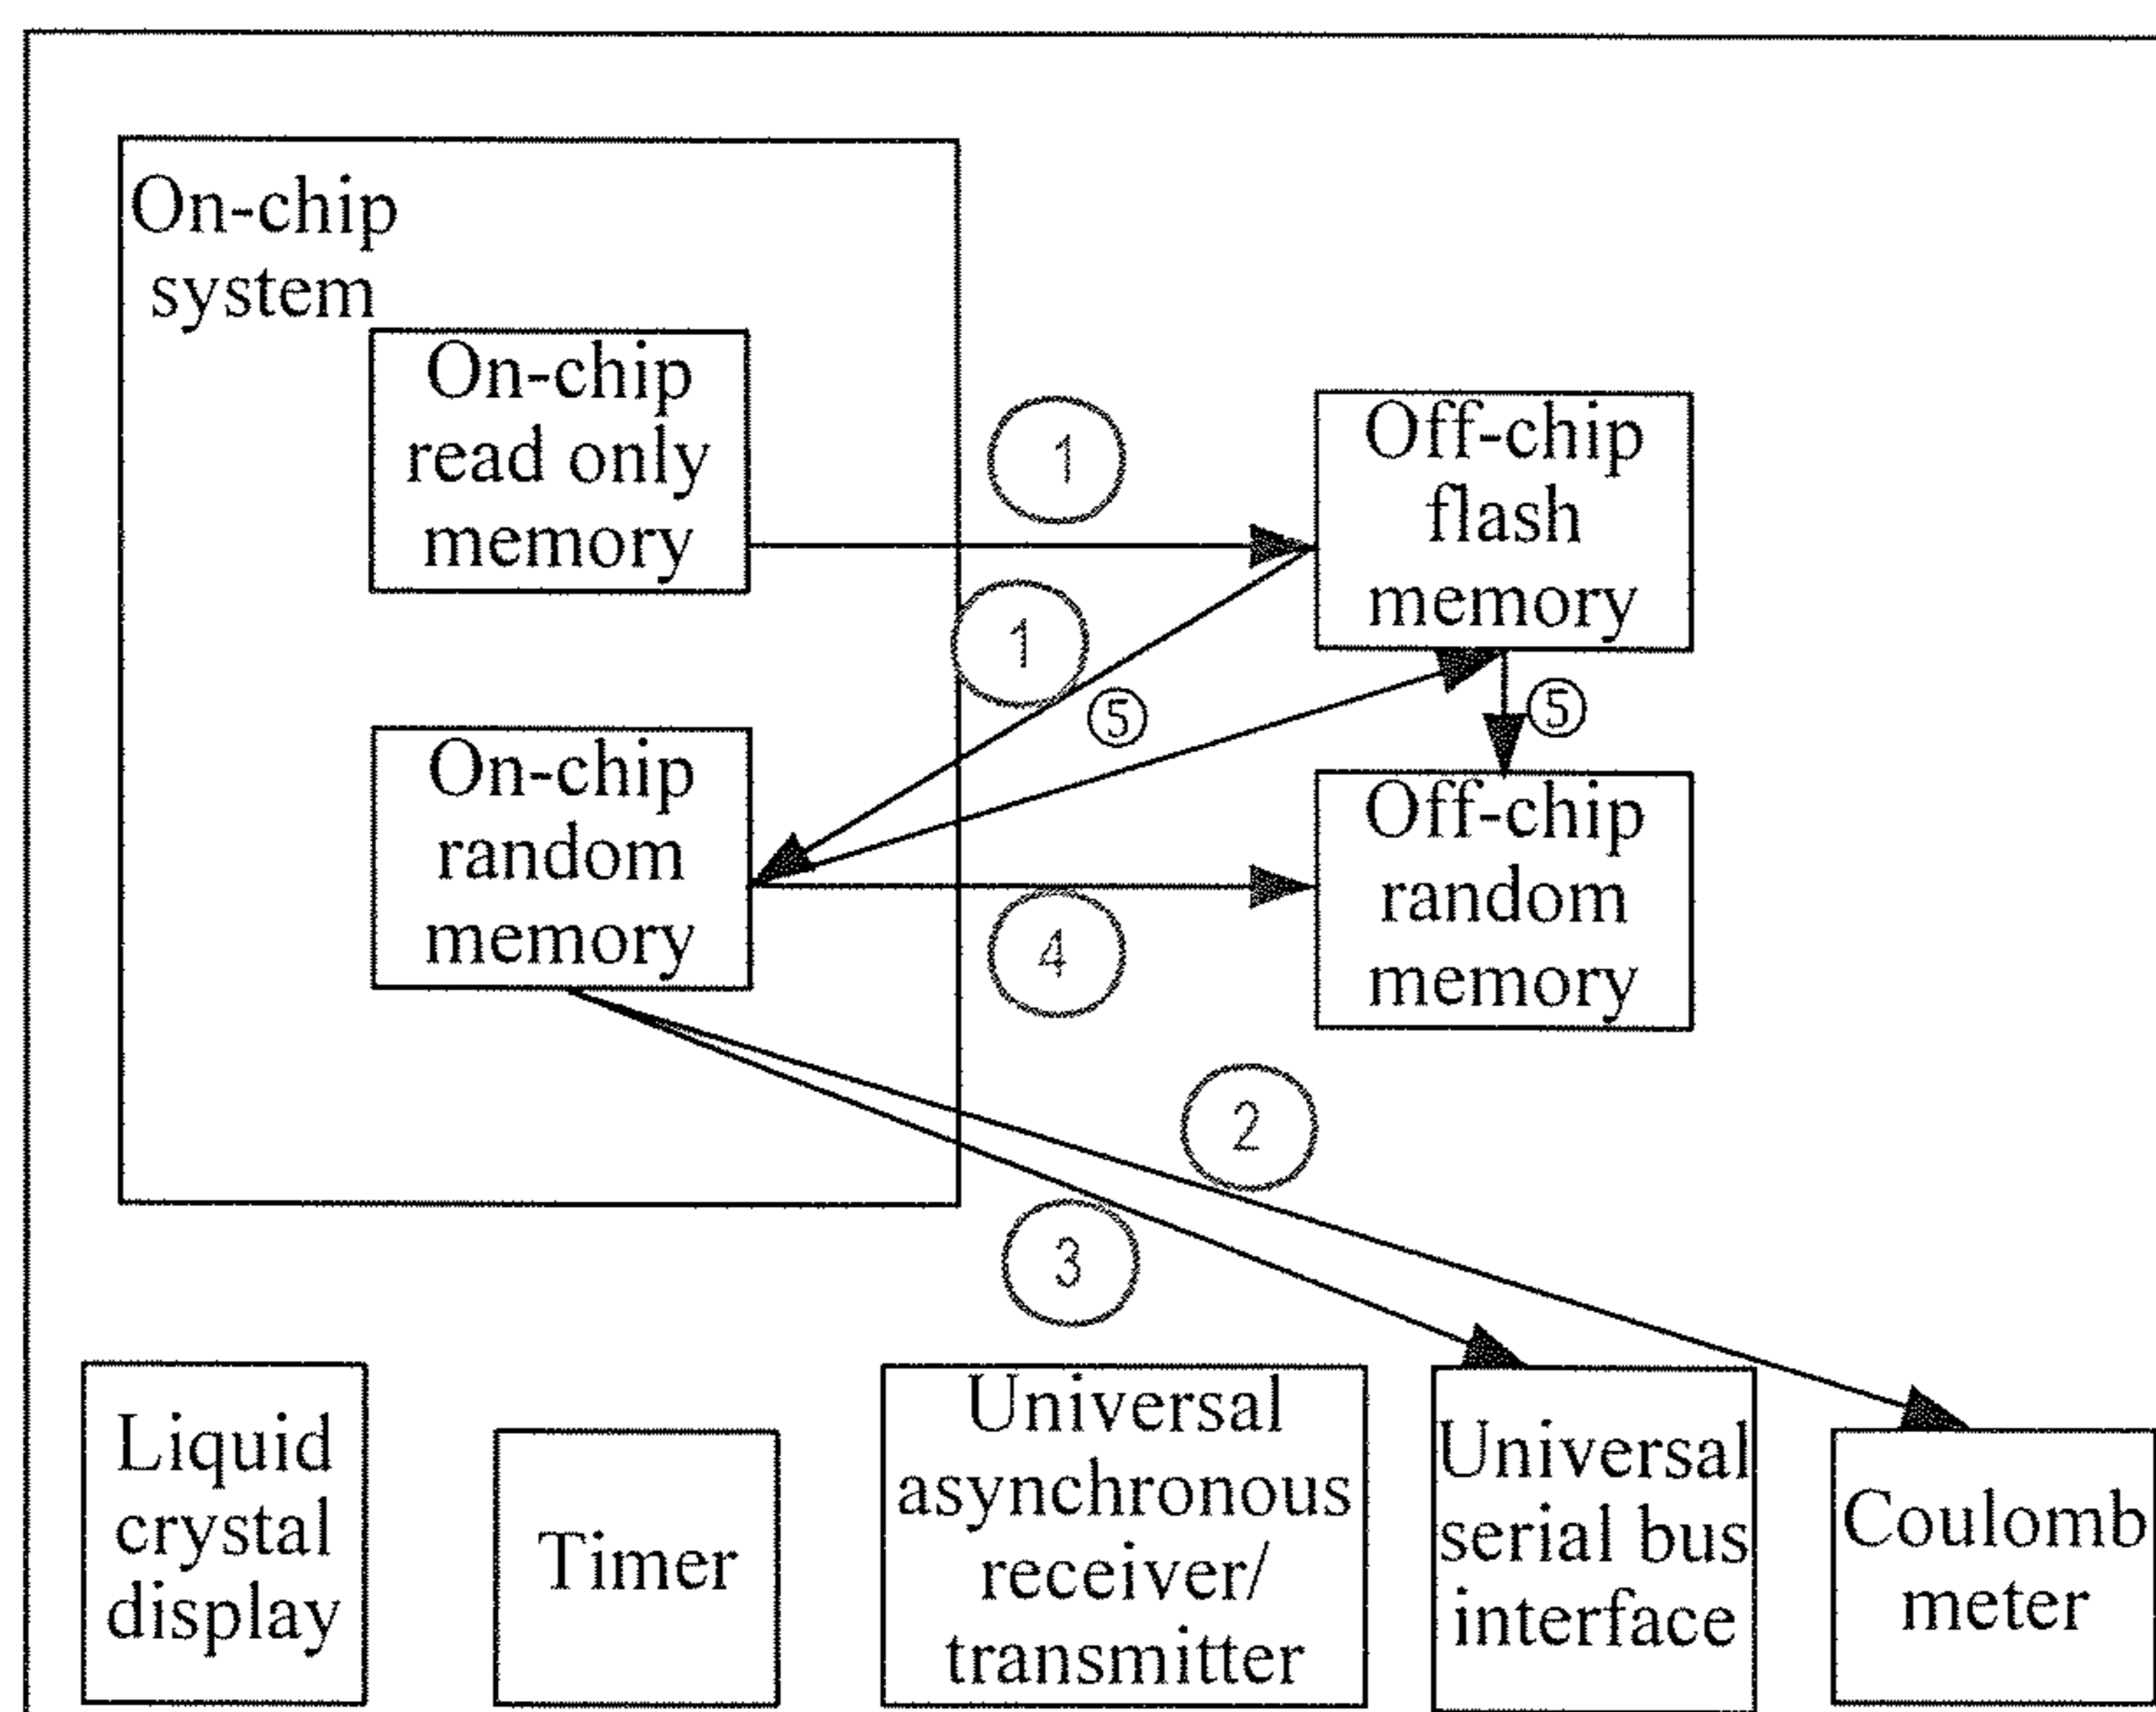 On-chip
system
On-chip
read only
memory
1
Off-chip
flash
memory
1
5
5
On-chip
random
memory
Off-chip
random
memory
4
2
3
Liquid
crystal
display
Timer
Universal
asynchronous
receiver/
transmitter
Universal
serial bus
interface
Coulomb
meter